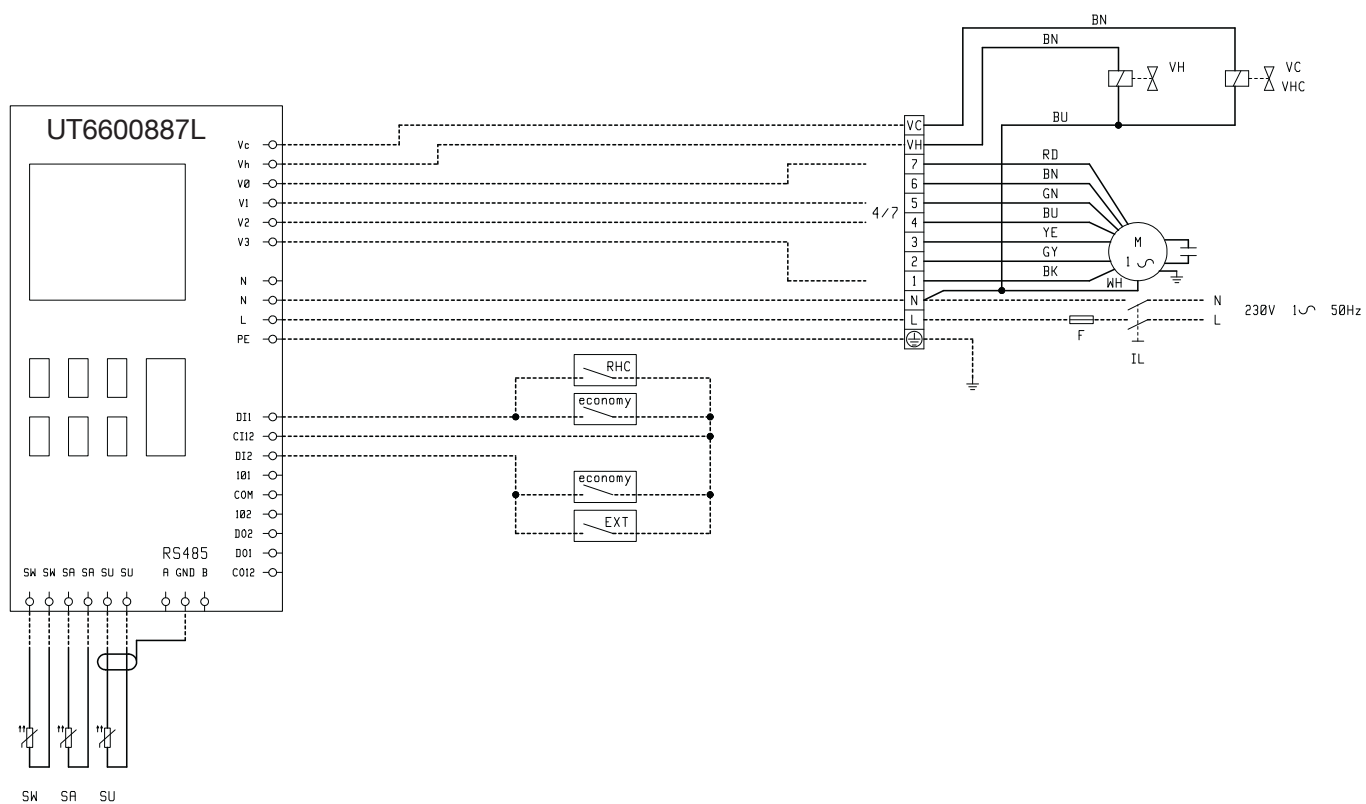 BN
BN
VH
VC
VHC
UT6600887L
BU
VC
VH
7
6
5
4
3
2
1
N
L
Vc
Vh
V0
V1
V2
V3
N
N
L
PE
4/7
RD
BN
GN
BU
YE
GY
BK
WH
M
1
N
L
230V 1 50Hz
F
IL
RHC
economy
economy
EXT
DI1
CI12
DI2
101
COM
102
DO2
DO1
CO12
RS485
SW SW SA SA SU SU A GND B
SW SA SU